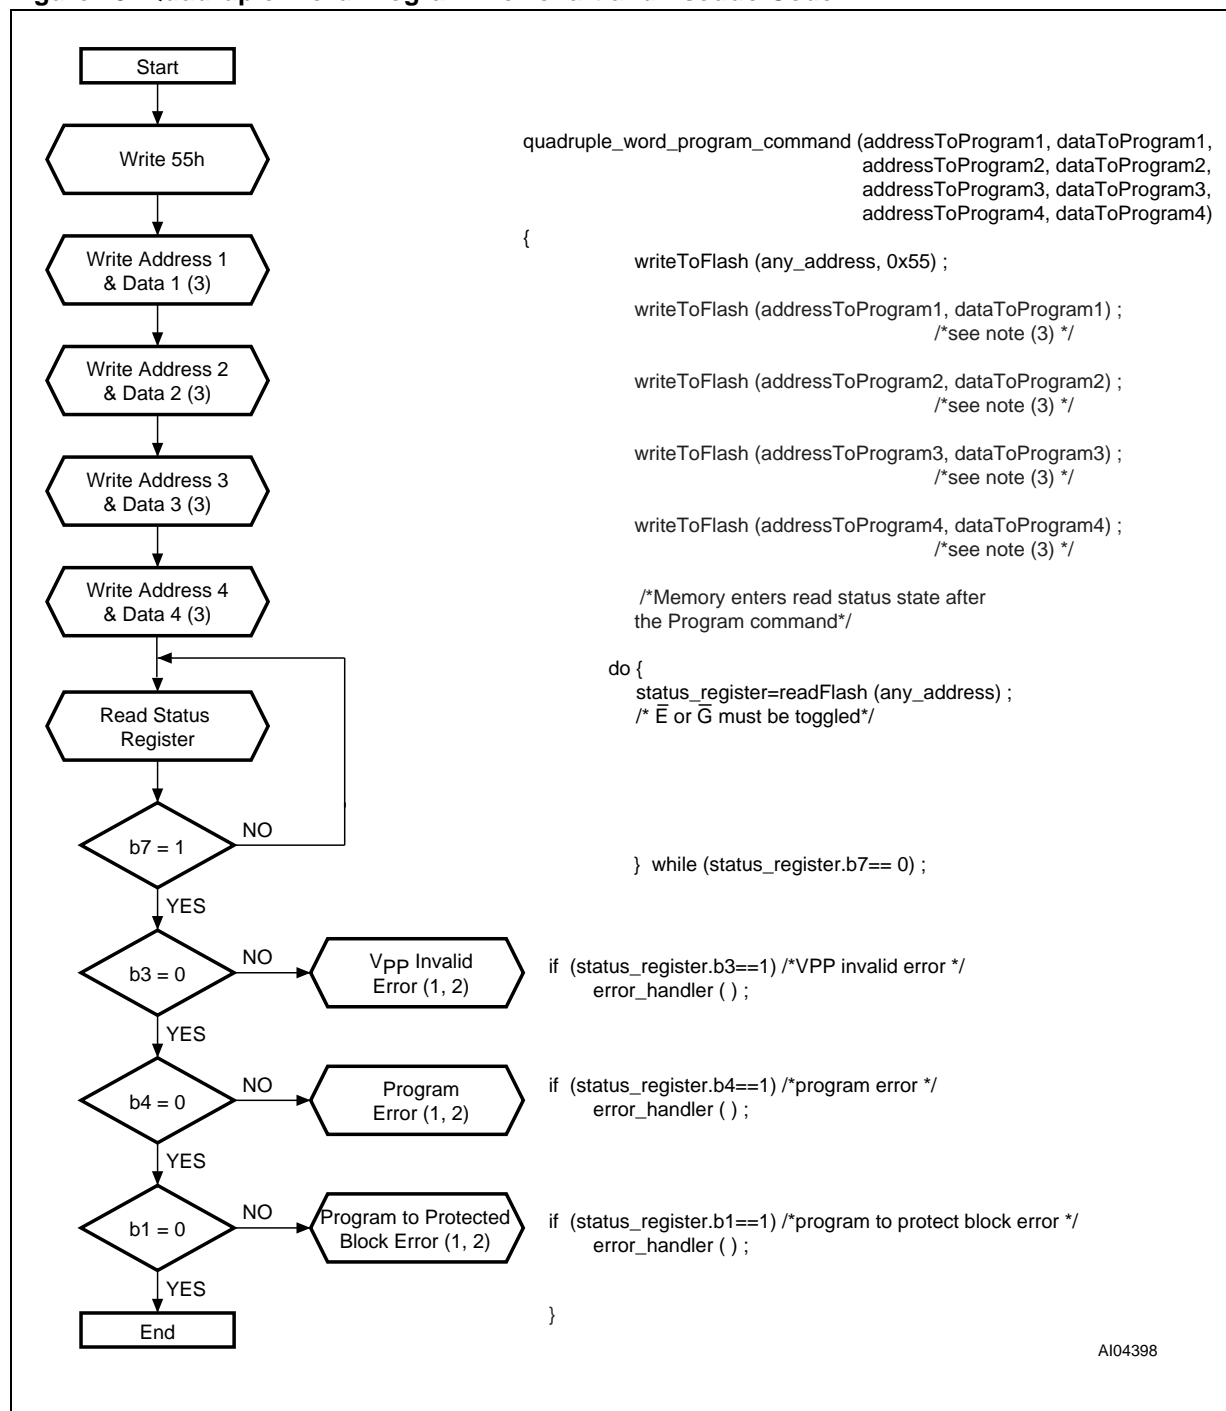 Start
Write 55h
Write Address 1
& Data 1 (3)
Write Address 2
& Data 2 (3)
Write Address 3
& Data 3 (3)
Write Address 4
& Data 4 (3)
Read Status
Register
b7 = 1
NO
YES
b3 = 0
NO
VPP Invalid
Error (1, 2)
YES
b4 = 0
NO
Program
Error (1, 2)
YES
b1 = 0
NO
Program to Protected
Block Error (1, 2)
YES
End
quadruple_word_program_command (addressToProgram1, dataToProgram1,
addressToProgram2, dataToProgram2,
addressToProgram3, dataToProgram3,
addressToProgram4, dataToProgram4)
{
writeToFlash (any_address, 0x55) ;
writeToFlash (addressToProgram1, dataToProgram1) ;
/*see note (3) */
writeToFlash (addressToProgram2, dataToProgram2) ;
/*see note (3) */
writeToFlash (addressToProgram3, dataToProgram3) ;
/*see note (3) */
writeToFlash (addressToProgram4, dataToProgram4) ;
/*see note (3) */
/*Memory enters read status state after
the Program command*/
do {
status_register=readFlash (any_address) ;
/* E̅ or G̅ must be toggled*/
} while (status_register.b7== 0) ;
if (status_register.b3==1) /*VPP invalid error */
error_handler ( ) ;
if (status_register.b4==1) /*program error */
error_handler ( ) ;
if (status_register.b1==1) /*program to protect block error */
error_handler ( ) ;
}
AI04398